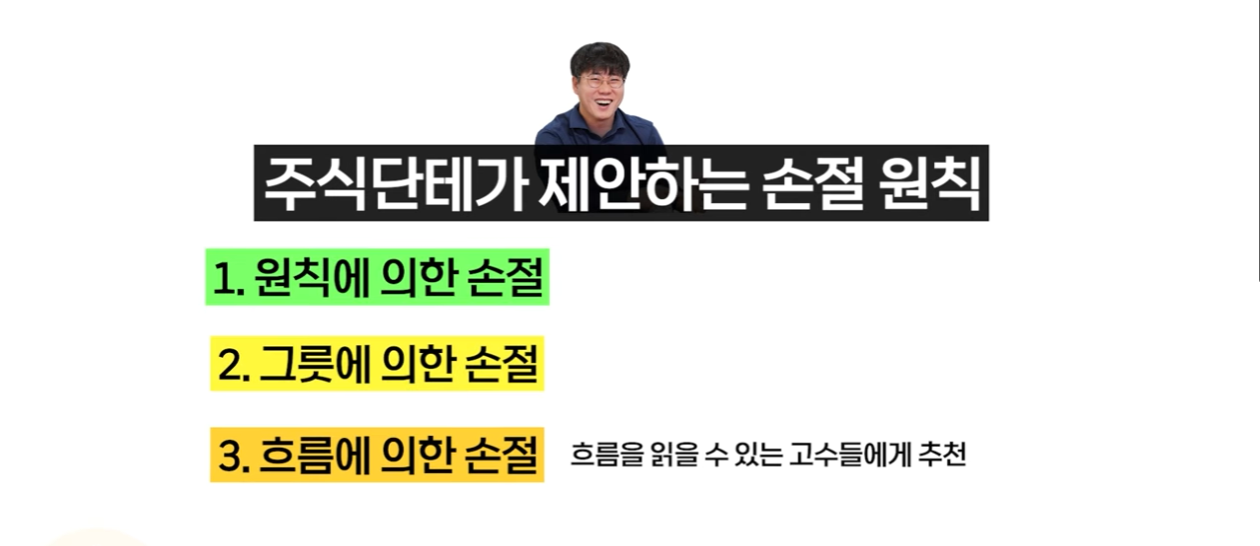 주식단테가 제안하는 손절 원칙
1. 원칙에 의한 손절
2. 그릇에 의한 손절
3. 흐름에 의한 손절 흐름을 읽을 수 있는 고수들에게 추천